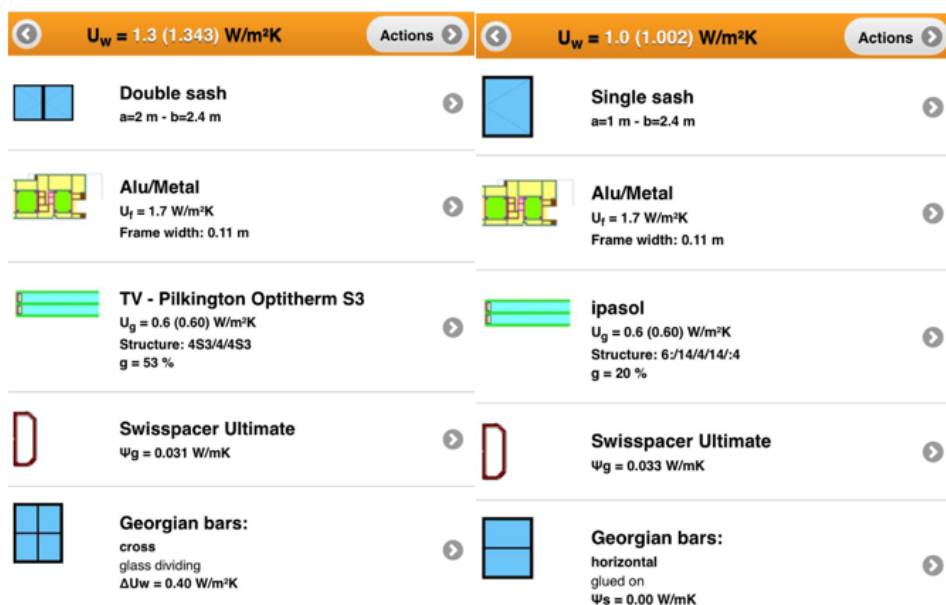 Uw = 1.3 (1.343) W/m²K
Actions
Double sash
a=2 m - b=2.4 m
Alu/Metal
Uf = 1.7 W/m²K
Frame width: 0.11 m
TV - Pilkington Optitherm S3
Ug = 0.6 (0.60) W/m²K
Structure: 4S3/4/4S3
g = 53 %
Swisspacer Ultimate
Ψg = 0.031 W/mK
Georgian bars:
cross
glass dividing
ΔUw = 0.40 W/m²K
Uw = 1.0 (1.002) W/m²K
Actions
Single sash
a=1 m - b=2.4 m
Alu/Metal
Uf = 1.7 W/m²K
Frame width: 0.11 m
ipasol
Ug = 0.6 (0.60) W/m²K
Structure: 6:/14/4/14/:4
g = 20 %
Swisspacer Ultimate
Ψg = 0.033 W/mK
Georgian bars:
horizontal
glued on
Ψs = 0.00 W/mK